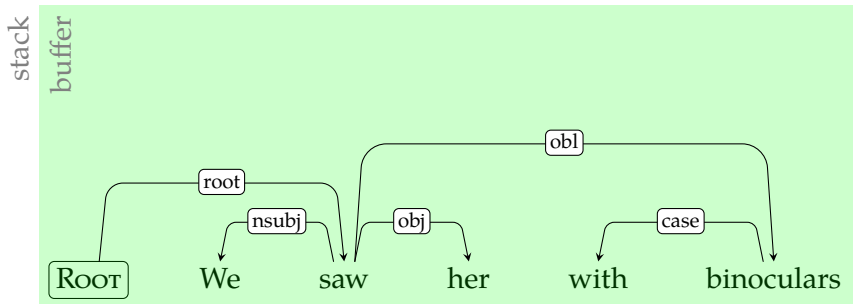 stack
buffer
obl
root
nsubj obj case
ROOT We saw her with binoculars